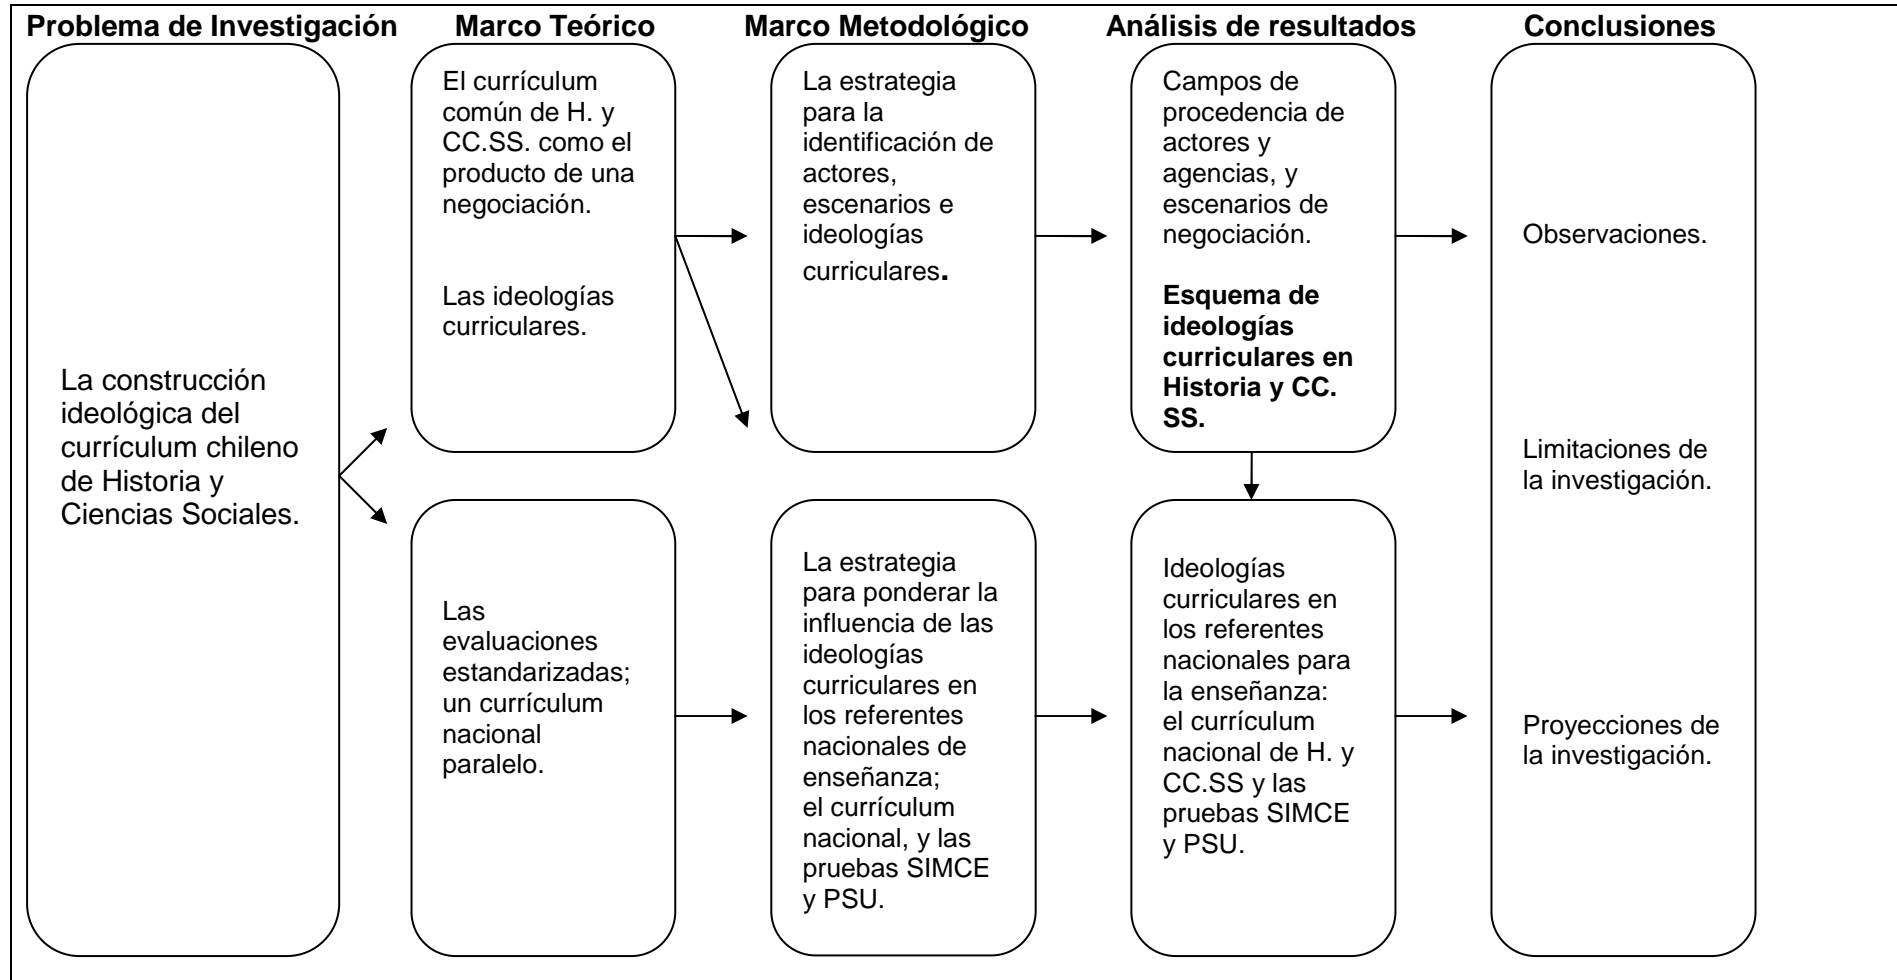 Problema de Investigación
Marco Teórico
Marco Metodológico
Análisis de resultados
Conclusiones
La construcción
ideológica del
currículum chileno
de Historia y
Ciencias Sociales.
El currículum
común de H. y
CC.SS. como el
producto de una
negociación.
Las ideologías
curriculares.
Las
evaluaciones
estandarizadas;
un currículum
nacional
paralelo.
La estrategia
para la
identificación de
actores,
escenarios e
ideologías
curriculares.
La estrategia
para ponderar la
influencia de las
ideologías
curriculares en
los referentes
nacionales de
enseñanza;
el currículum
nacional, y las
pruebas SIMCE
y PSU.
Campos de
procedencia de
actores y
agencias, y
escenarios de
negociación.
Esquema de
ideologías
curriculares en
Historia y CC.
SS.
Ideologías
curriculares en
los referentes
nacionales para
la enseñanza:
el currículum
nacional de H. y
CC.SS y las
pruebas SIMCE
y PSU.
Observaciones.
Limitaciones de
la investigación.
Proyecciones de
la investigación.